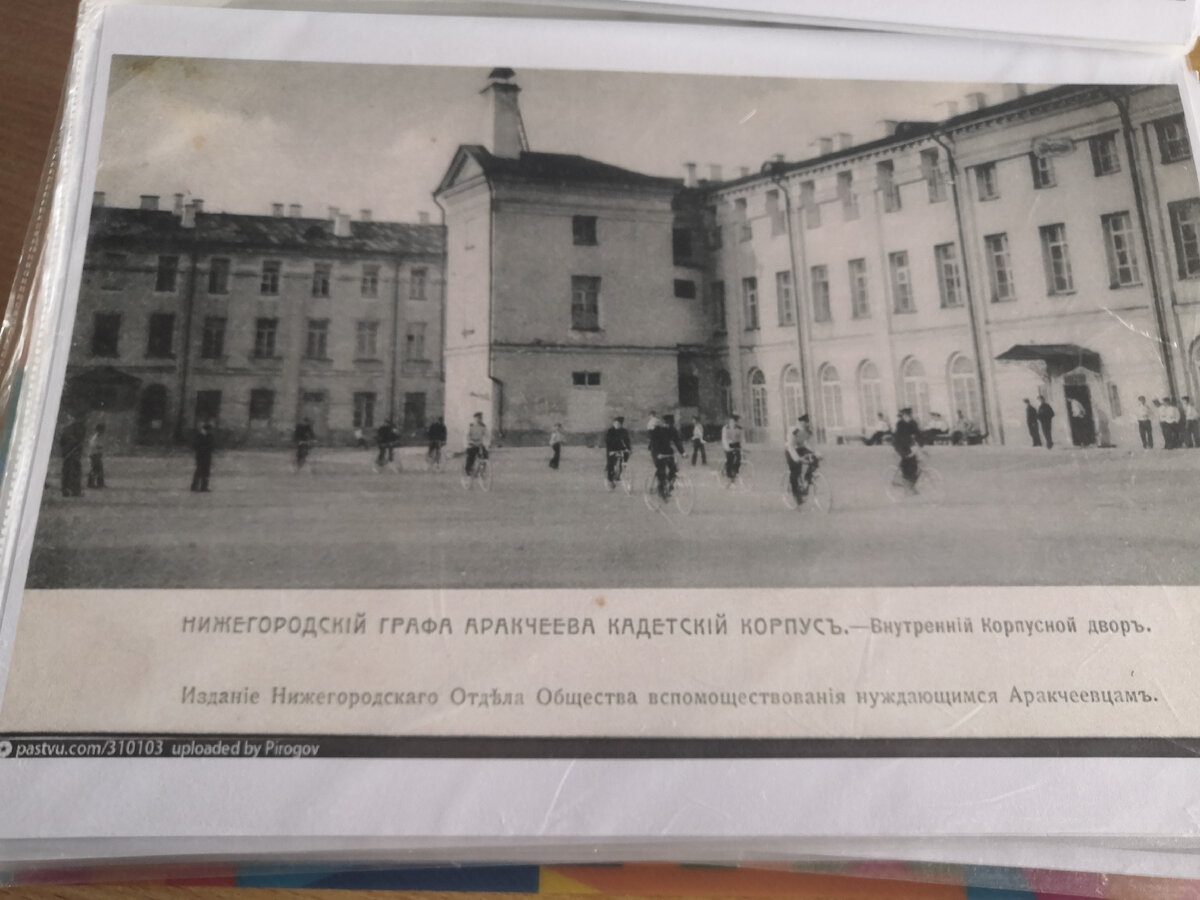 НИЖЕГОРОДСКІЙ ГРАФА АРАКЧЕЕВА КАДЕТСКІЙ КОРПУСЪ.—Внутренній Корпусной дворъ.
Изданіе Нижегородскаго Отдѣла Общества вспомоществованія нуждающимся Аракчеевцамъ.
pastvu.com/310103 uploaded by Pirogov